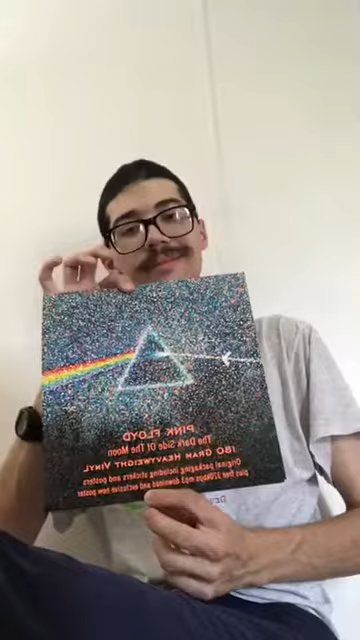 PINK FLOYD
The Dark Side Of The Moon
180 GRAM HEAVYWEIGHT VINYL
Original packaging including stickers and posters
plus free 320kbps mp3 download and exclusive new poster